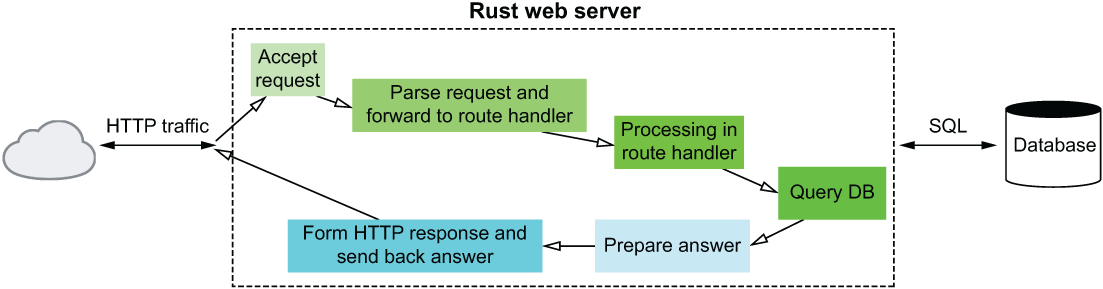 Rust web server
Accept
request
Parse request and
forward to route handler
HTTP traffic
Processing in
route handler
SQL
Database
Query DB
Form HTTP response and
send back answer
Prepare answer